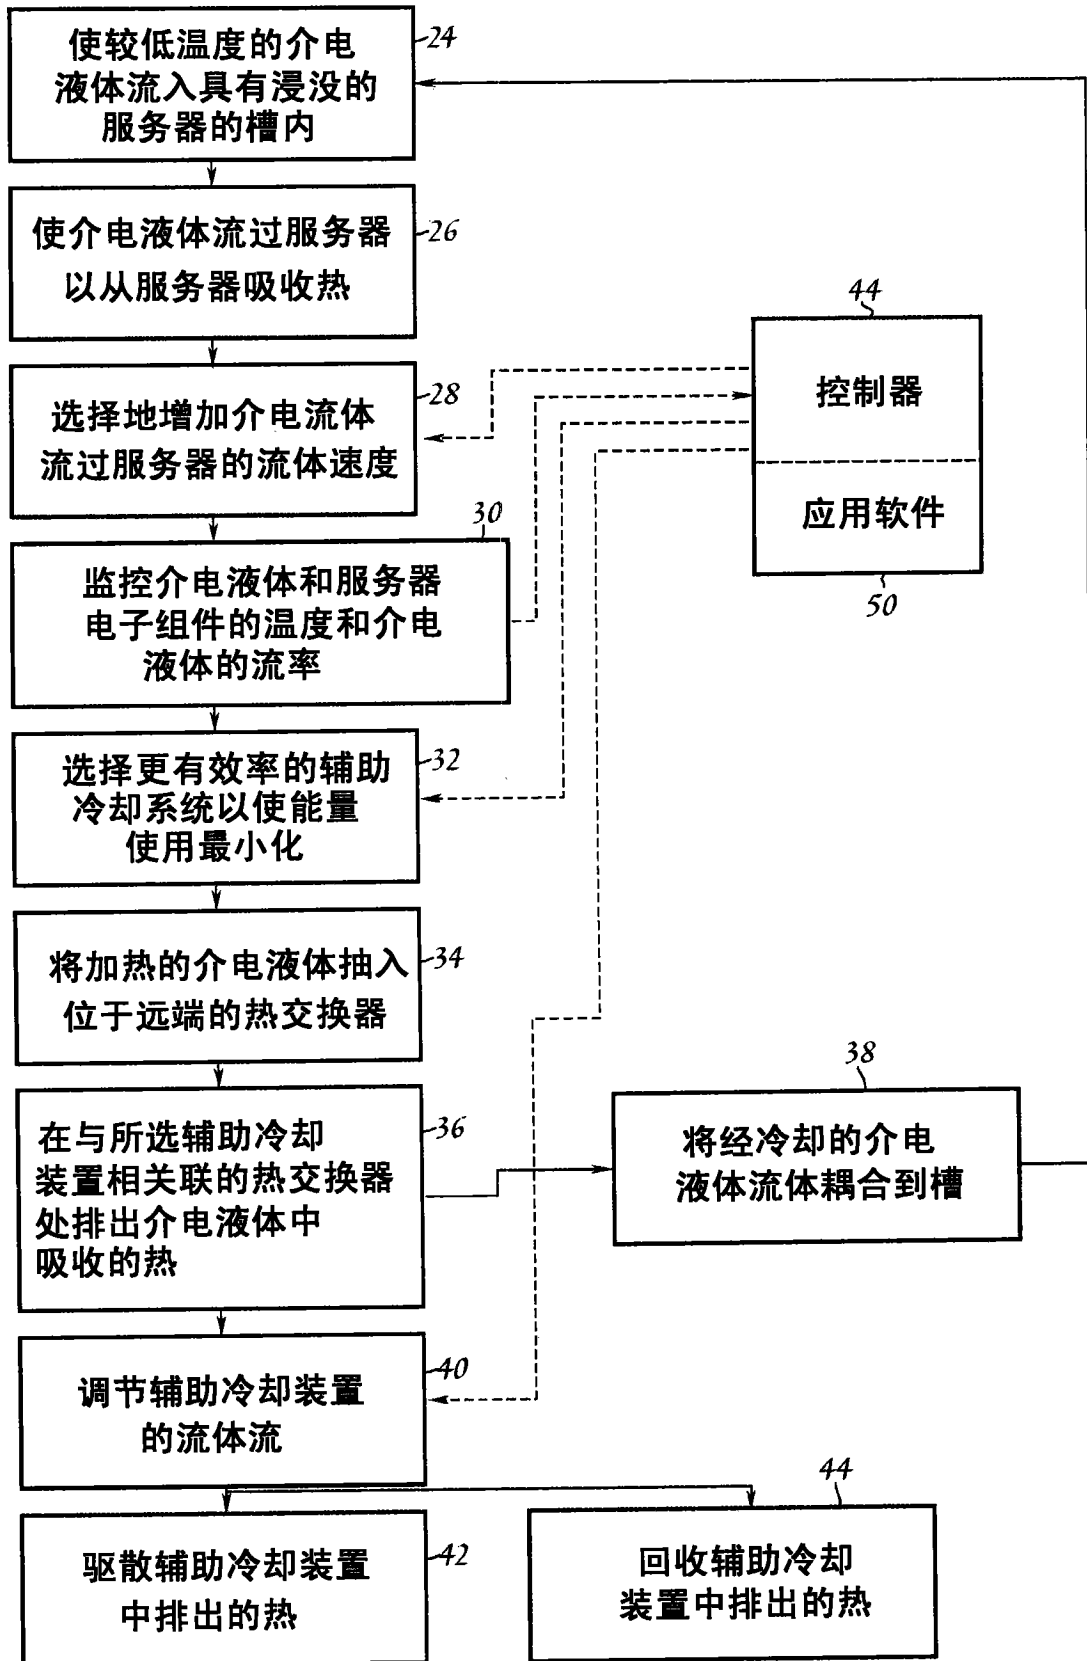 使较低温度的介电
液体流入具有浸没的
服务器的槽内
24
使介电液体流过服务器
以从服务器吸收热
26
选择地增加介电流体
流过服务器的流体速度
28
44
控制器
应用软件
50
30
监控介电液体和服务器
电子组件的温度和介电
液体的流率
选择更有效率的辅助
冷却系统以使能量
使用最小化
32
将加热的介电液体抽入
位于远端的热交换器
34
在与所选辅助冷却
装置相关联的热交换器
处排出介电液体中
吸收的热
36
38
将经冷却的介电
液体流体耦合到槽
调节辅助冷却装置
的流体流
40
驱散辅助冷却装置
中排出的热
42
44
回收辅助冷却
装置中排出的热